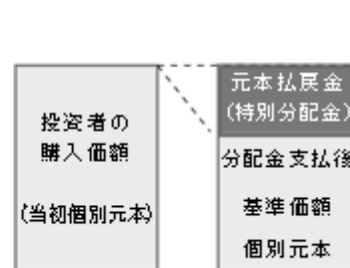 投資者の
購入価額
(当初個別元本)
元本払戻金
(特別分配金)
分配金支払後
基準価額
個別元本